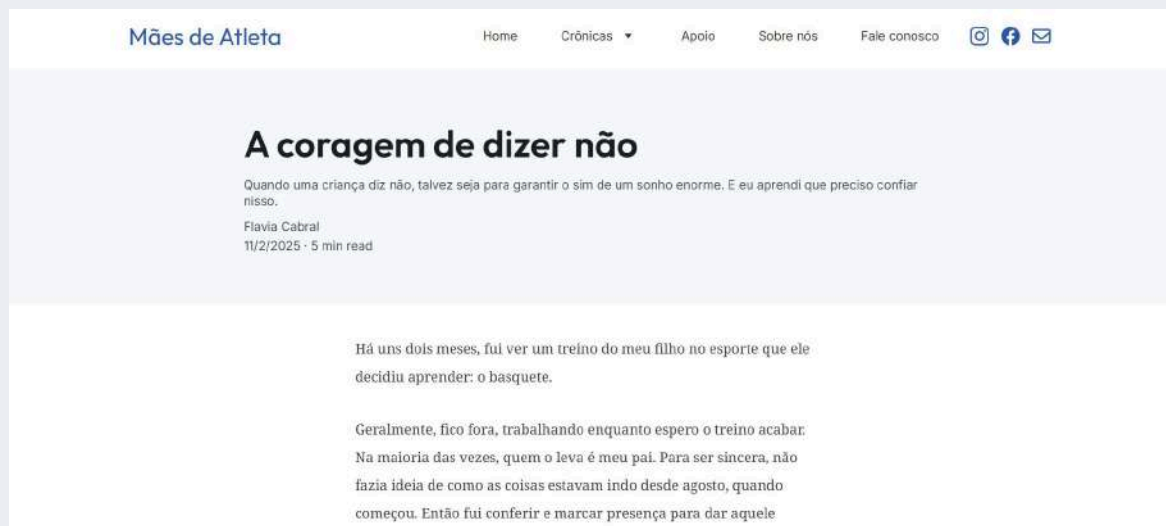 Mães de Atleta
Home
Crônicas
Apoio
Sobre nós
Fale conosco
A coragem de dizer não
Quando uma criança diz não, talvez seja para garantir o sim de um sonho enorme. E eu aprendi que preciso confiar
nisso.
Flavia Cabral
11/2/2025 · 5 min read
Há uns dois meses, fui ver um treino do meu filho no esporte que ele
decidiu aprender: o basquete.
Geralmente, fico fora, trabalhando enquanto espero o treino acabar.
Na maioria das vezes, quem o leva é meu pai. Para ser sincera, não
fazia ideia de como as coisas estavam indo desde agosto, quando
começou. Então fui conferir e marcar presença para dar aquele